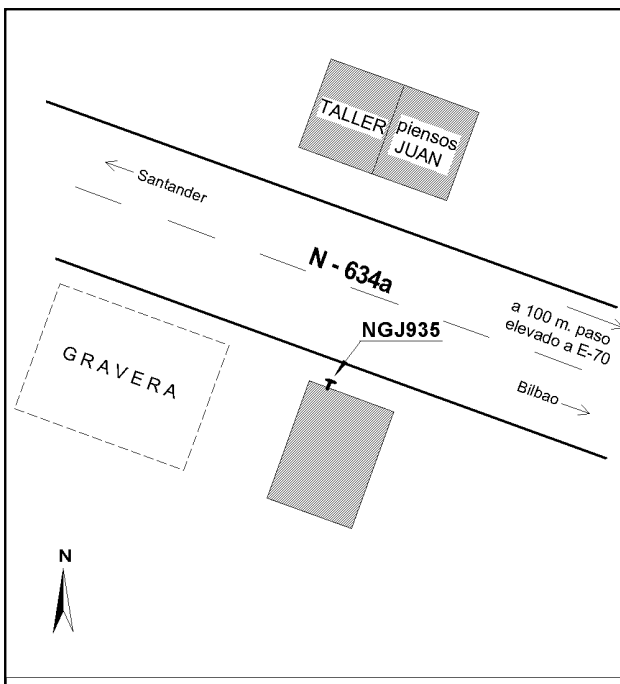 TALLER
piensos
JUAN
Santander
N - 634a
a 100 m. paso
elevado a E-70
NGJ935
GRAVERA
Bilbao
N